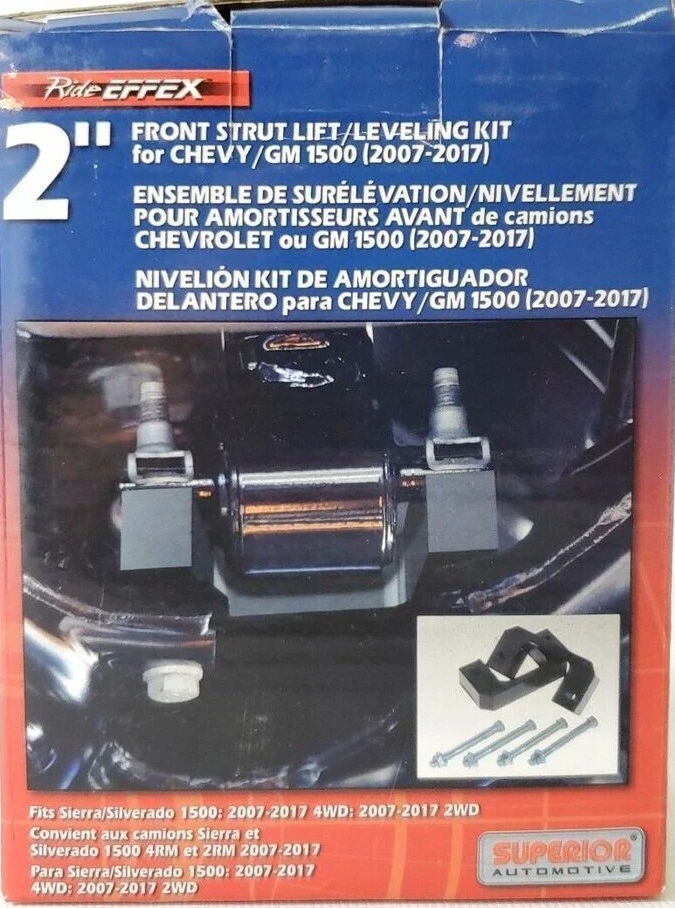 Ride EFFEX
2" FRONT STRUT LIFT/LEVELING KIT
for CHEVY/GM 1500 (2007-2017)
ENSEMBLE DE SURÉLÉVATION/NIVELLEMENT
POUR AMORTISSEURS AVANT de camions
CHEVROLET ou GM 1500 (2007-2017)
NIVELIÓN KIT DE AMORTIGUADOR
DELANTERO para CHEVY/GM 1500 (2007-2017)
Fits Sierra/Silverado 1500: 2007-2017 4WD: 2007-2017 2WD
Convient aux camions Sierra et
Silverado 1500 4RM et 2RM 2007-2017
Para Sierra/Silverado 1500: 2007-2017
4WD: 2007-2017 2WD
SUPERIOR®
AUTOMOTIVE